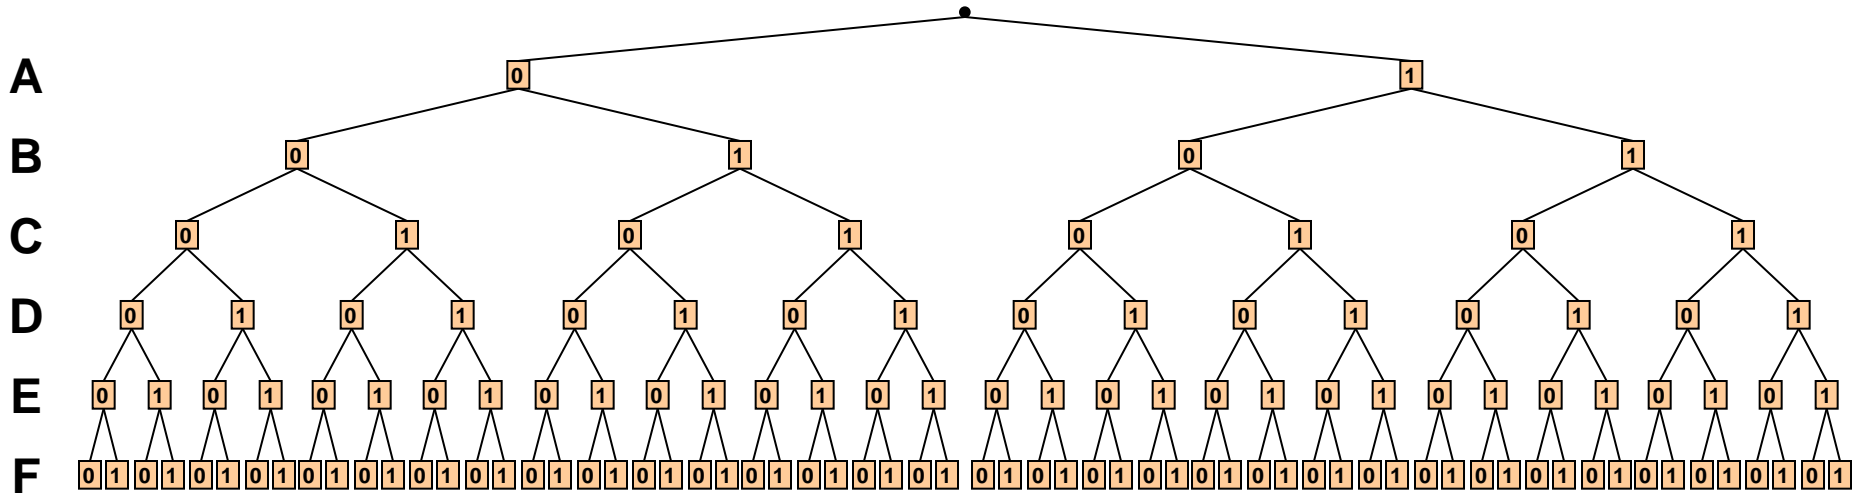 A 0 1
B 0 1 0 1
C 0 1 0 1 0 1 0 1
D 0 1 0 1 0 1 0 1 0 1 0 1 0 1 0 1
E 0 1 0 1 0 1 0 1 0 1 0 1 0 1 0 1 0 1 0 1 0 1 0 1 0 1 0 1 0 1 0 1
F 0 1 0 1 0 1 0 1 0 1 0 1 0 1 0 1 0 1 0 1 0 1 0 1 0 1 0 1 0 1 0 1 0 1 0 1 0 1 0 1 0 1 0 1 0 1 0 1 0 1 0 1 0 1 0 1 0 1 0 1 0 1 0 1